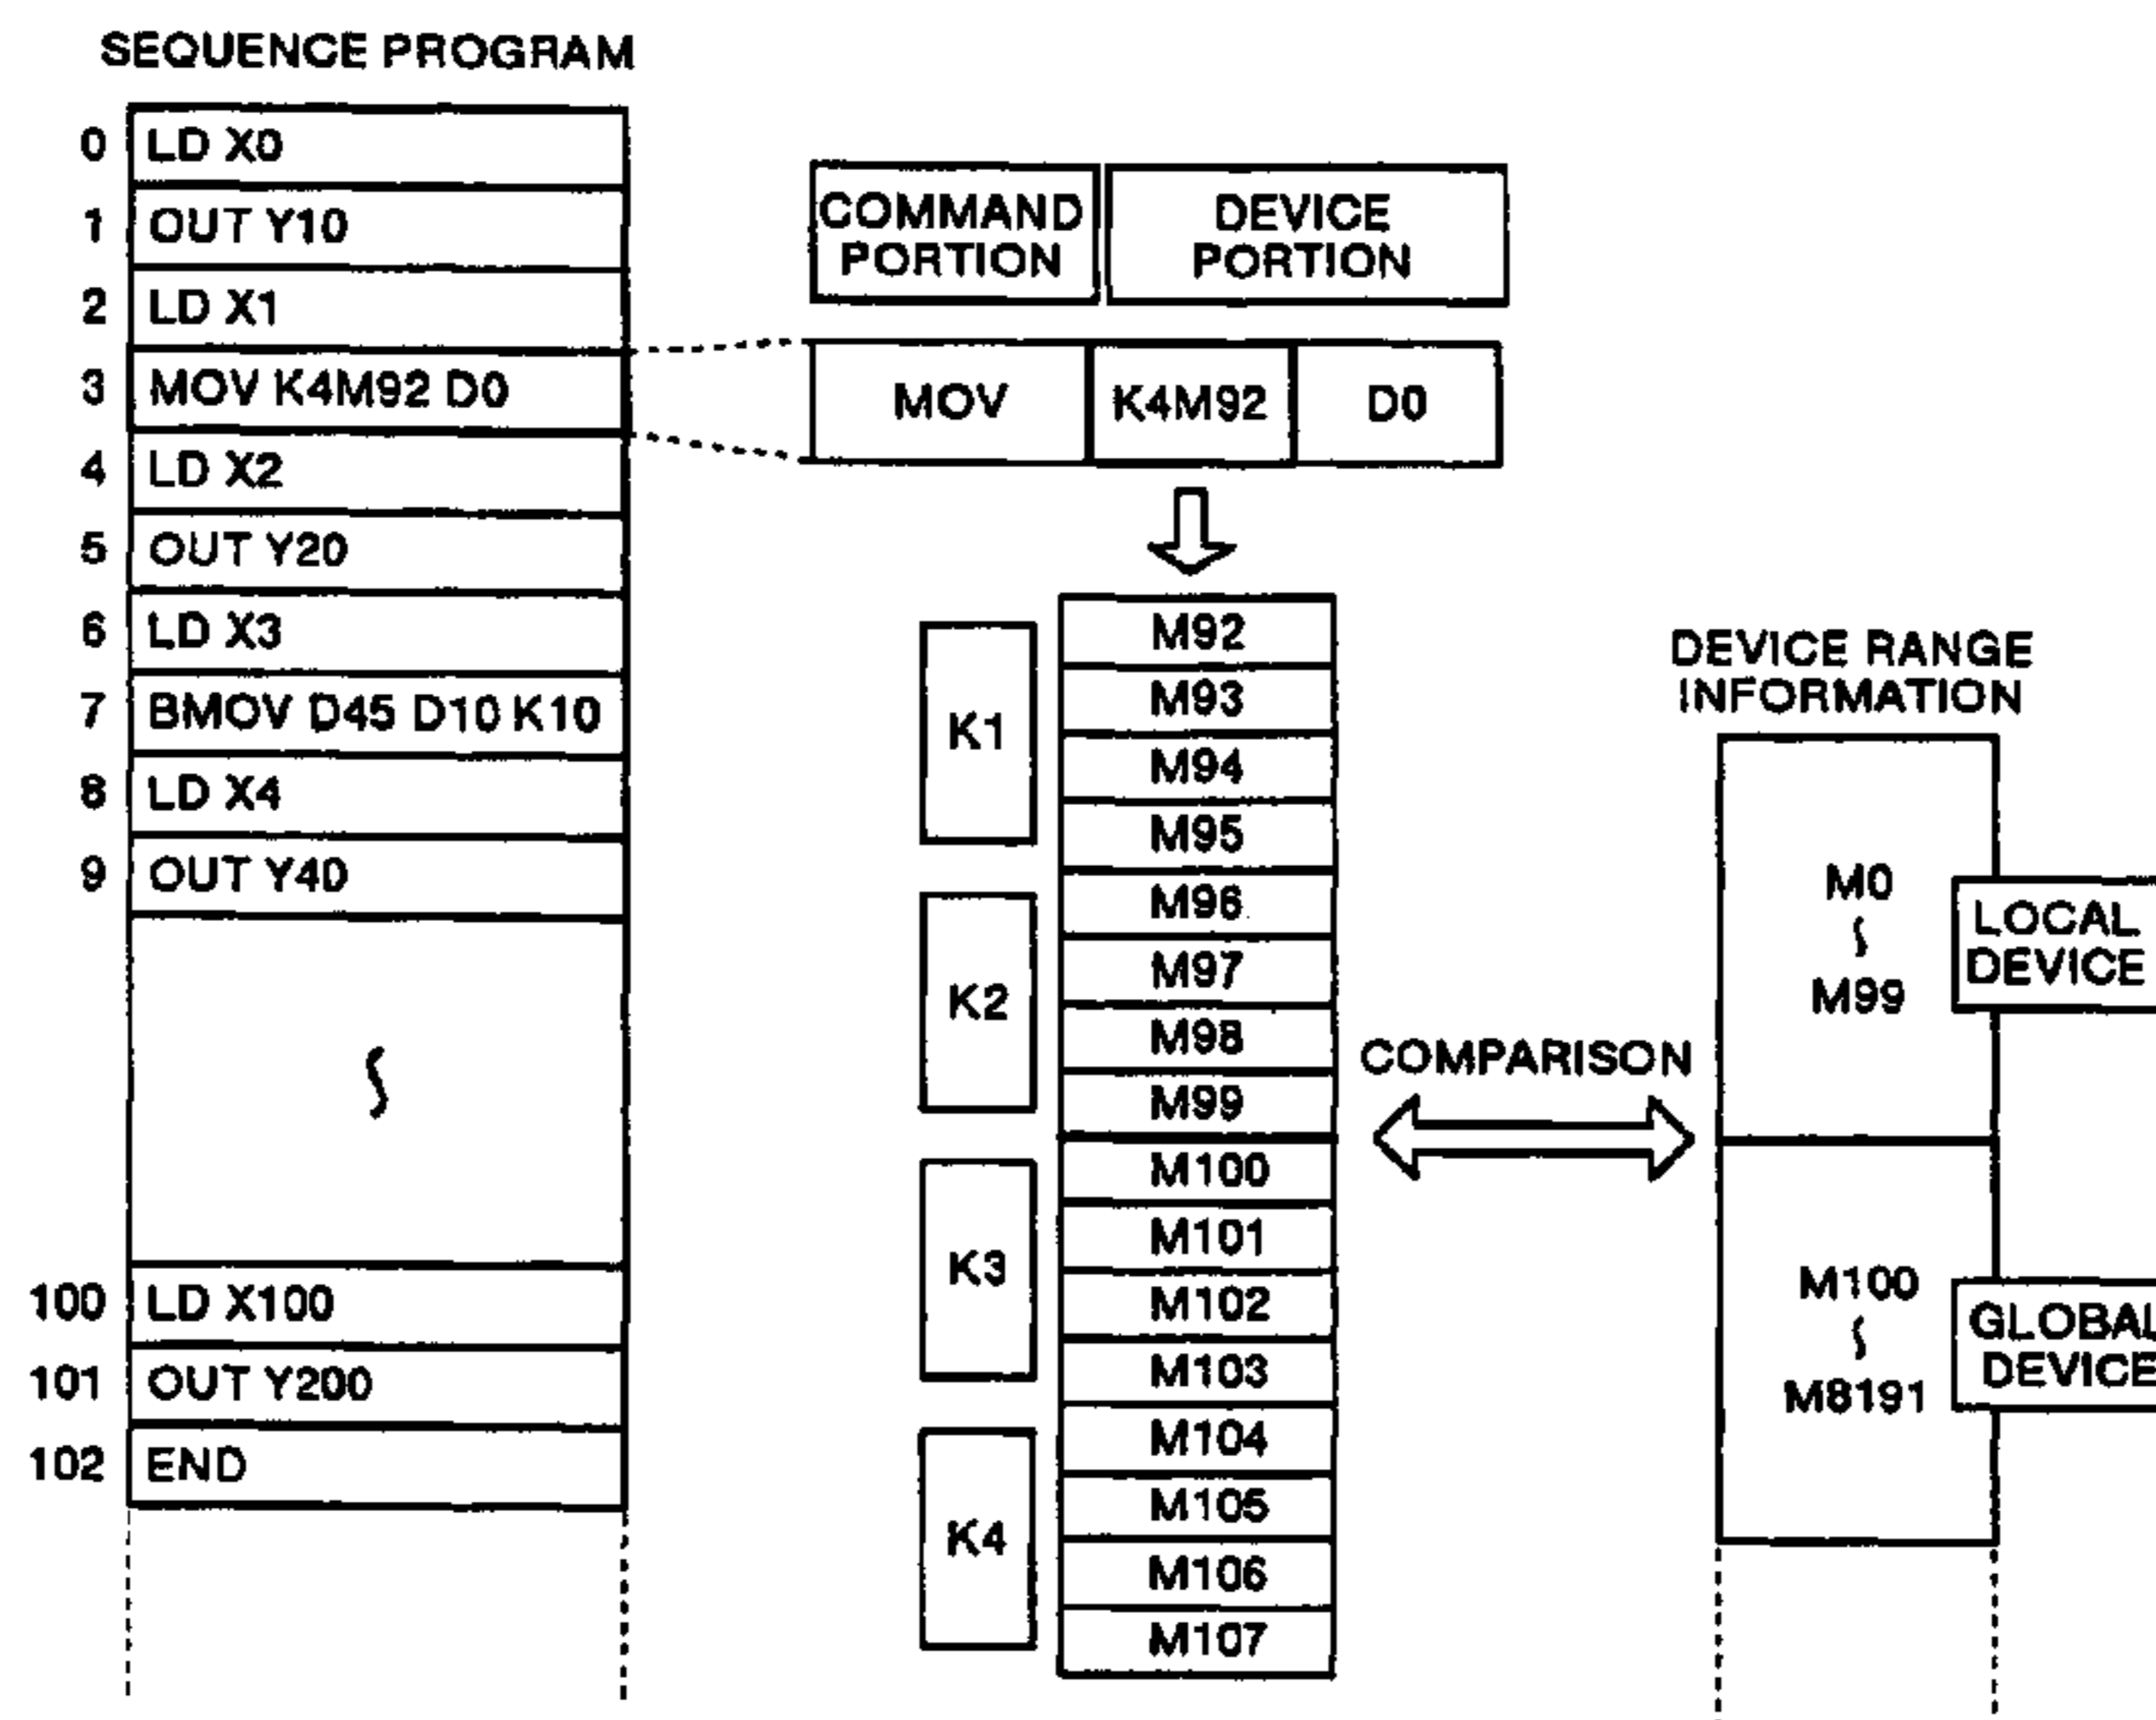 SEQUENCE PROGRAM
0 LD X0
1 OUT Y10
2 LD X1
3 MOV K4M92 D0
4 LD X2
5 OUT Y20
6 LD X3
7 BMOV D45 D10 K10
8 LD X4
9 OUT Y40
100 LD X100
101 OUT Y200
102 END
COMMAND
PORTION
DEVICE
PORTION
MOV K4M92 D0
K1
K2
K3
K4
M92
M93
M94
M95
M96
M97
M98
M99
M100
M101
M102
M103
M104
M105
M106
M107
COMPARISON
DEVICE RANGE
INFORMATION
M0
M99
LOCAL
DEVICE
M100
M8191
GLOBAL
DEVICE